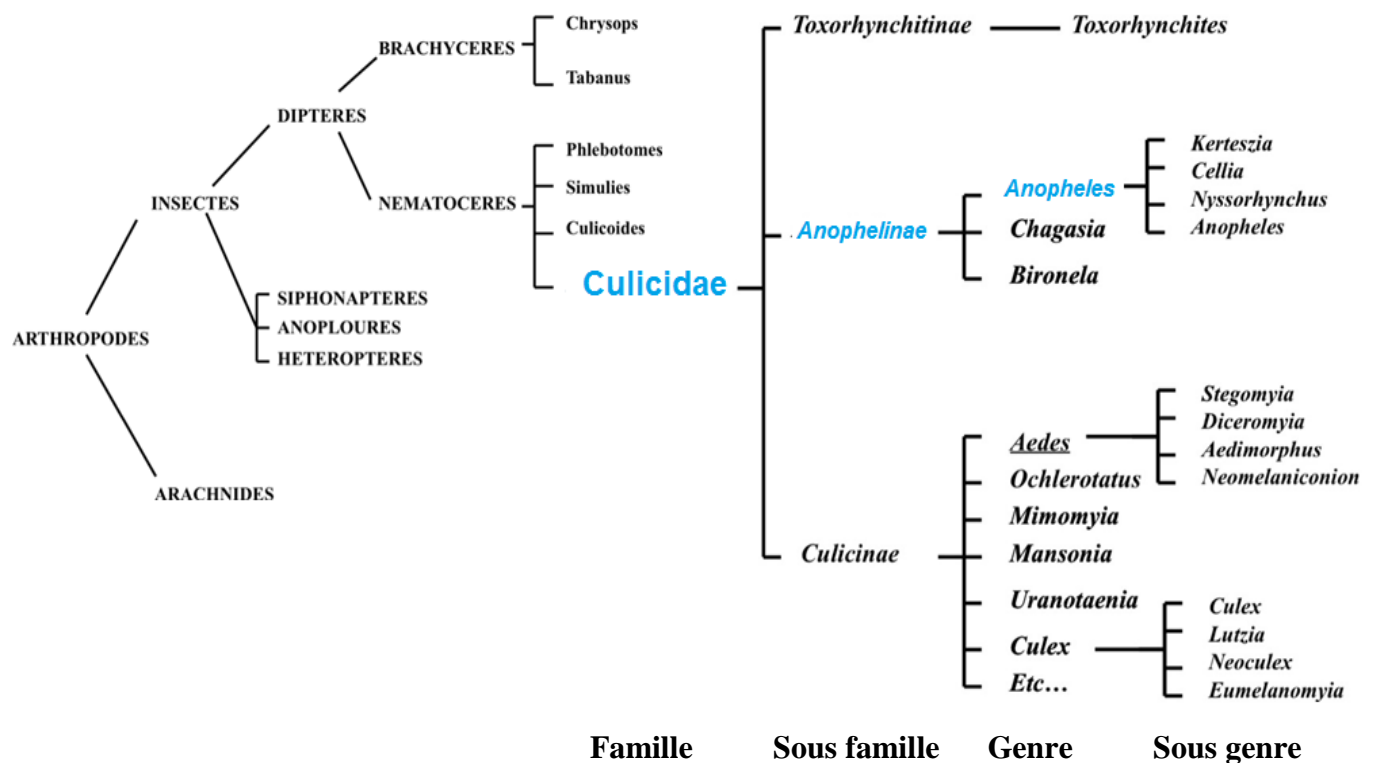 ARTHROPODES
INSECTES
ARACHNIDES
DIPTERES
SIPHONAPTERES
ANOPLOURES
HETEROPTERES
BRACHYCERES
NEMATOCERES
Chrysops
Tabanus
Phlebotomes
Simulies
Culicoides
Culicidae
Toxorhynchitinae
Toxorhynchites
Anophelinae
Anopheles
Chagasia
Bironela
Kerteszia
Cellia
Nyssorhynchus
Anopheles
Culicinae
Aedes
Ochlerotatus
Mimomyia
Mansonia
Uranotaenia
Culex
Etc...
Stegomyia
Diceromyia
Aedimorphus
Neomelaniconion
Culex
Lutzia
Neoculex
Eumelanomyia
Famille Sous famille Genre Sous genre